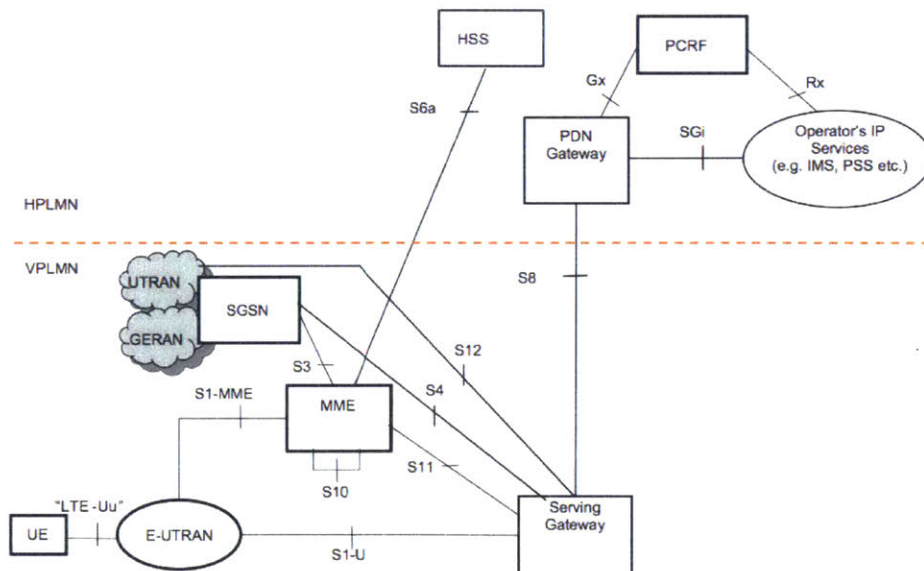 HSS
PCRF
Gx
Rx
S6a
PDN
Gateway
SGi
Operator's IP
Services
(e.g. IMS, PSS etc.)
HPLMN
VPLMN
S8
UTRAN
SGSN
GERAN
S12
S3
S4
S1-MME
MME
S11
S10
"LTE -Uu"
Serving
Gateway
UE
E-UTRAN
S1-U